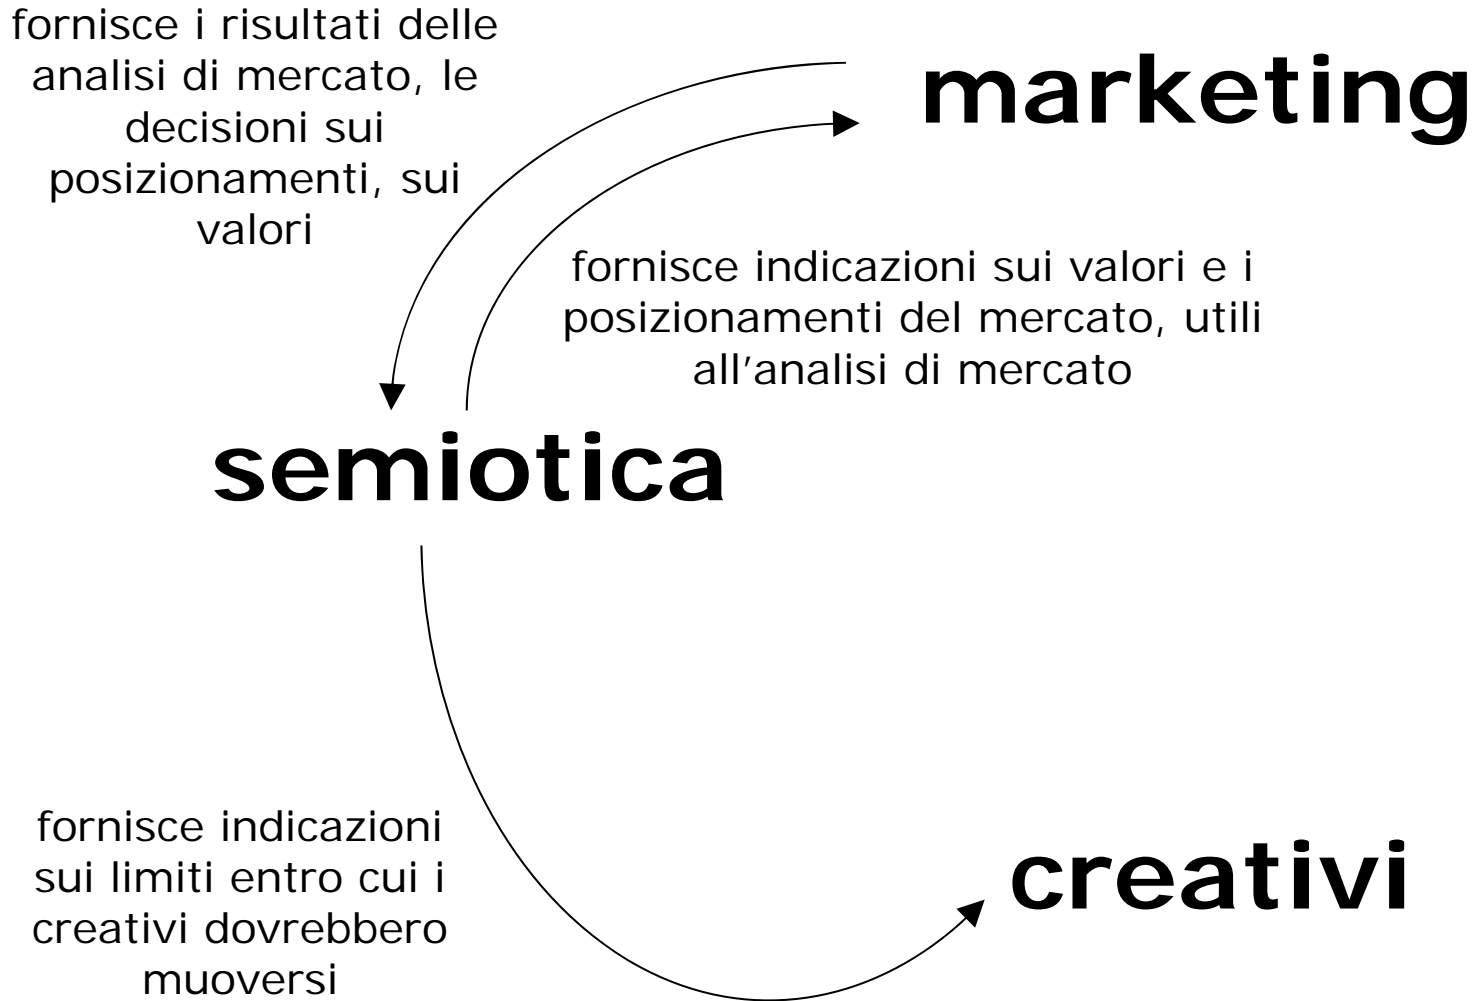 fornisce i risultati delle
analisi di mercato, le
decisioni sui
posizionamenti, sui
valori
marketing
fornisce indicazioni sui valori e i
posizionamenti del mercato, utili
all’analisi di mercato
semiotica
fornisce indicazioni
sui limiti entro cui i
creativi dovrebbero
muoversi
creativi